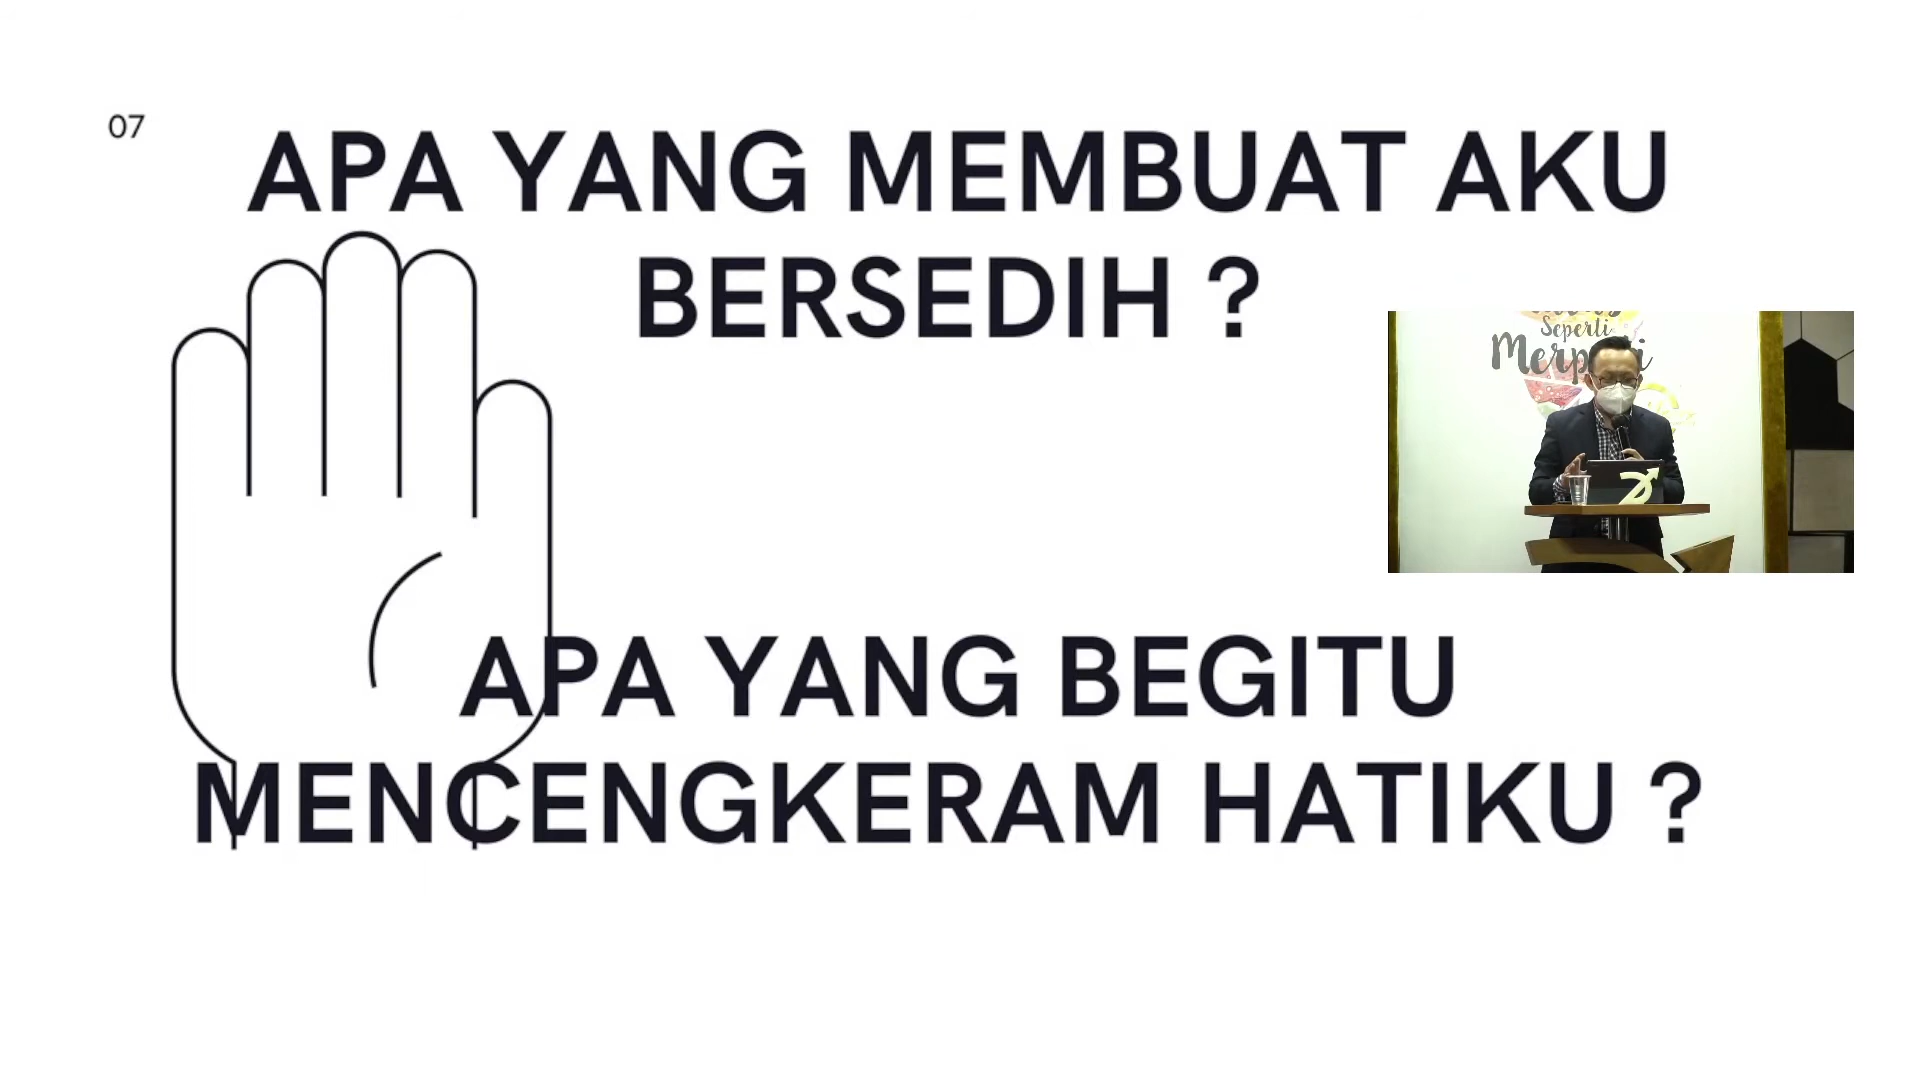 07
APA YANG MEMBUAT AKU
BERSEDIH ?
Seperti
APA YANG BEGITU
MENCENGKERAM HATIKU ?